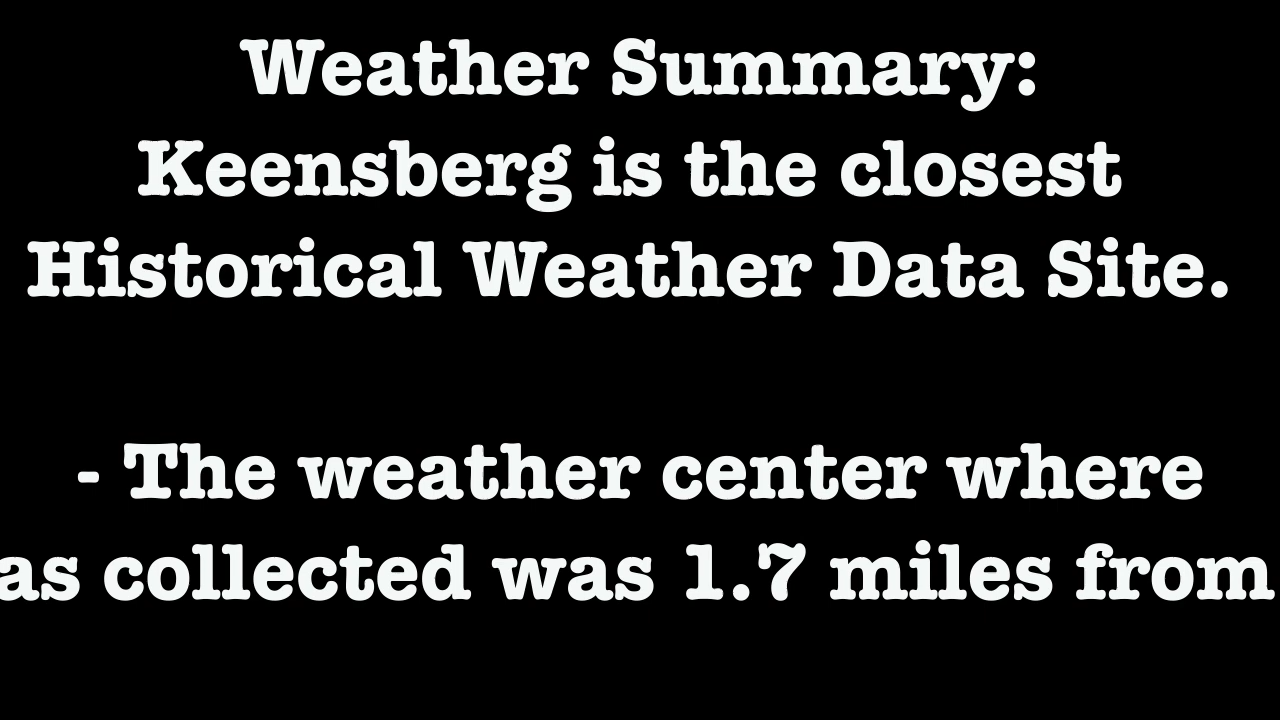 Weather Summary:
Keensberg is the closest
Historical Weather Data Site.
- The weather center where
as collected was 1.7 miles from